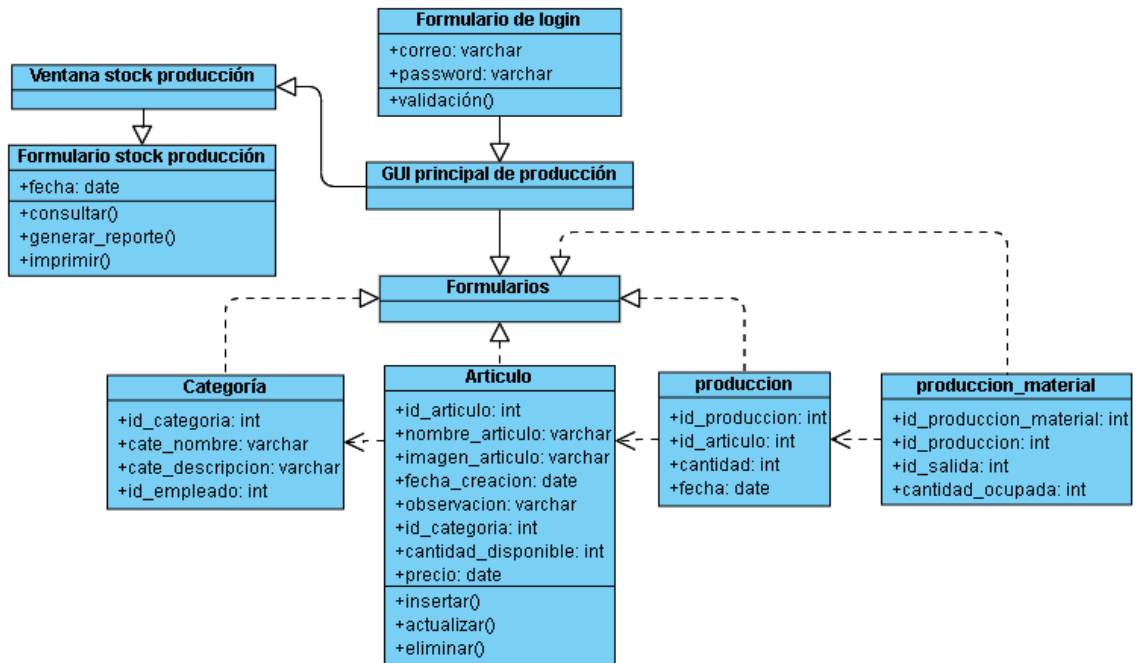 Formulario de login
+correo: varchar
+password: varchar
+validación()
Ventana stock producción
Formulario stock producción
+fecha: date
+consultar()
+generar_reporte()
+imprimir()
GUI principal de producción
Formularios
Categoría
+id_categoria: int
+cate_nombre: varchar
+cate_descripcion: varchar
+id_empleado: int
Artículo
+id_articulo: int
+nombre_articulo: varchar
+imagen_articulo: varchar
+fecha_creacion: date
+observacion: varchar
+id_categoria: int
+cantidad_disponible: int
+precio: date
+insertar()
+actualizar()
+eliminar()
produccion
+id_produccion: int
+id_articulo: int
+cantidad: int
+fecha: date
produccion_material
+id_produccion_material: int
+id_produccion: int
+id_salida: int
+cantidad_ocupada: int